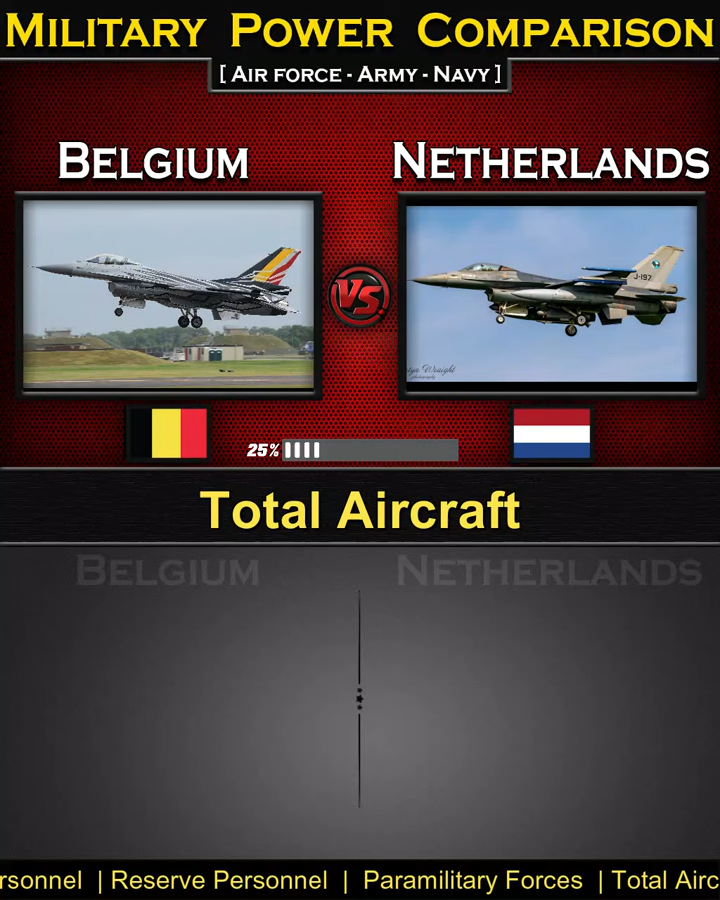 Military Power Comparison
[ Air force - Army - Navy ]
Belgium
Netherlands
VS
J-197
25%
Total Aircraft
Belgium
Netherlands
rsonnel | Reserve Personnel | Paramilitary Forces | Total Airc